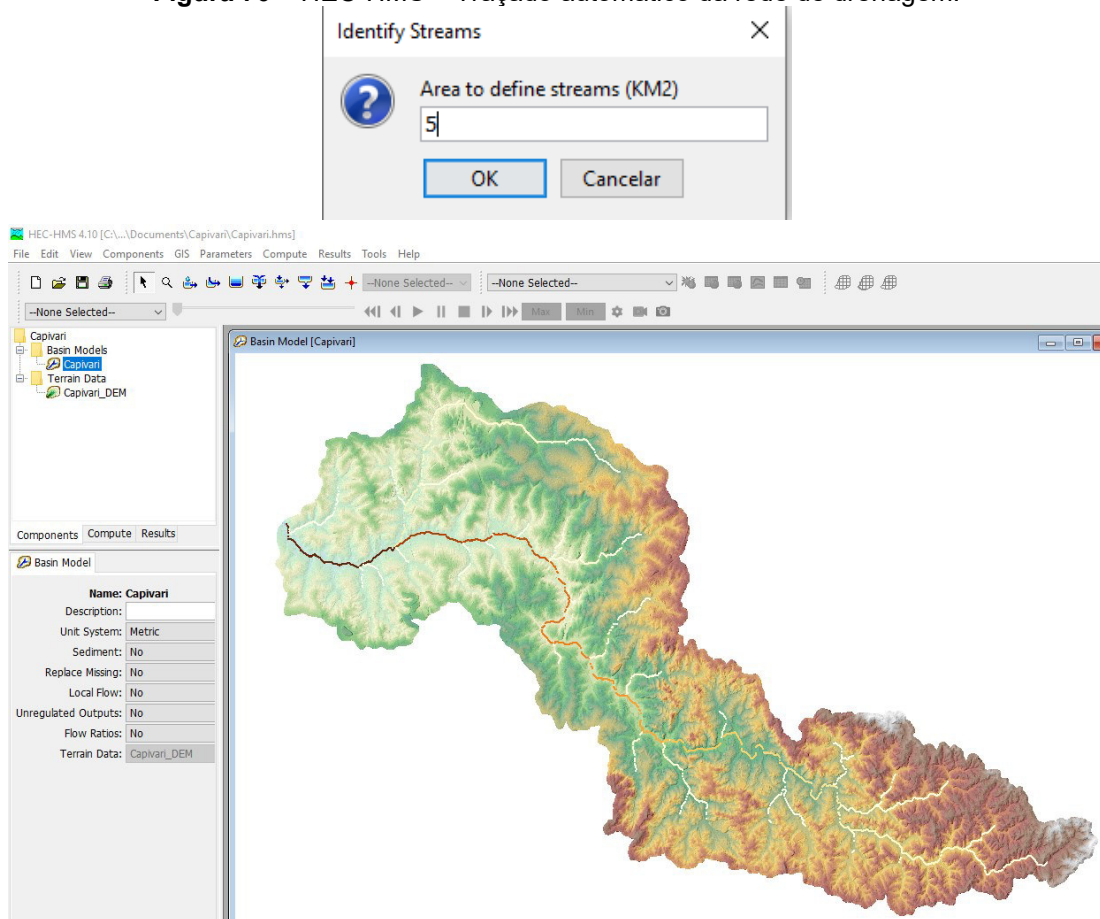 Identify Streams
Area to define streams (KM2)
5
OK Cancelar
HEC-HMS 4.10 [C:\...\Documents\Capivari\Capivari.hms]
File Edit View Components GIS Parameters Compute Results Tools Help
--None Selected-- --None Selected--
--None Selected-- Max Min
Capivari
Basin Models
Capivari
Terrain Data
Capivari_DEM
Components Compute Results
Basin Model
Name: Capivari
Description:
Unit System: Metric
Sediment: No
Replace Missing: No
Local Flow: No
Unregulated Outputs: No
Flow Ratios: No
Terrain Data: Capivari_DEM
Basin Model [Capivari]